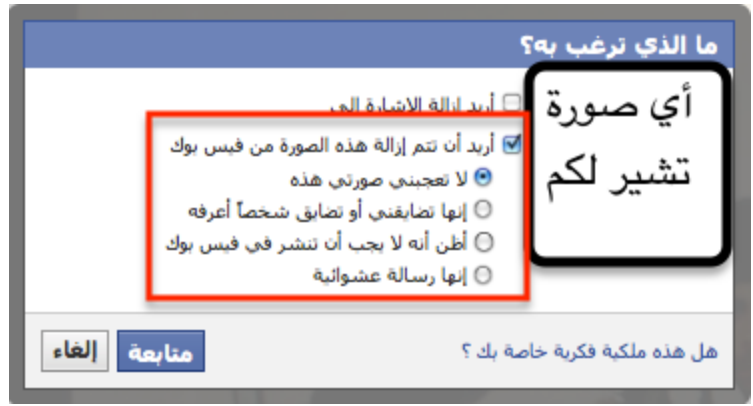 ما الذي ترغب به؟
أي صورة
تشير لكم
أريد ازالة الاشارة إلى
أريد أن تتم إزالة هذه الصورة من فيس بوك
لا تعجبني صورتي هذه
إنها تضايقني أو تضايق شخصاً أعرفه
أظن أنه لا يجب أن تنشر في فيس بوك
إنها رسالة عشوائية
هل هذه ملكية فكرية خاصة بك ؟
متابعة
إلغاء